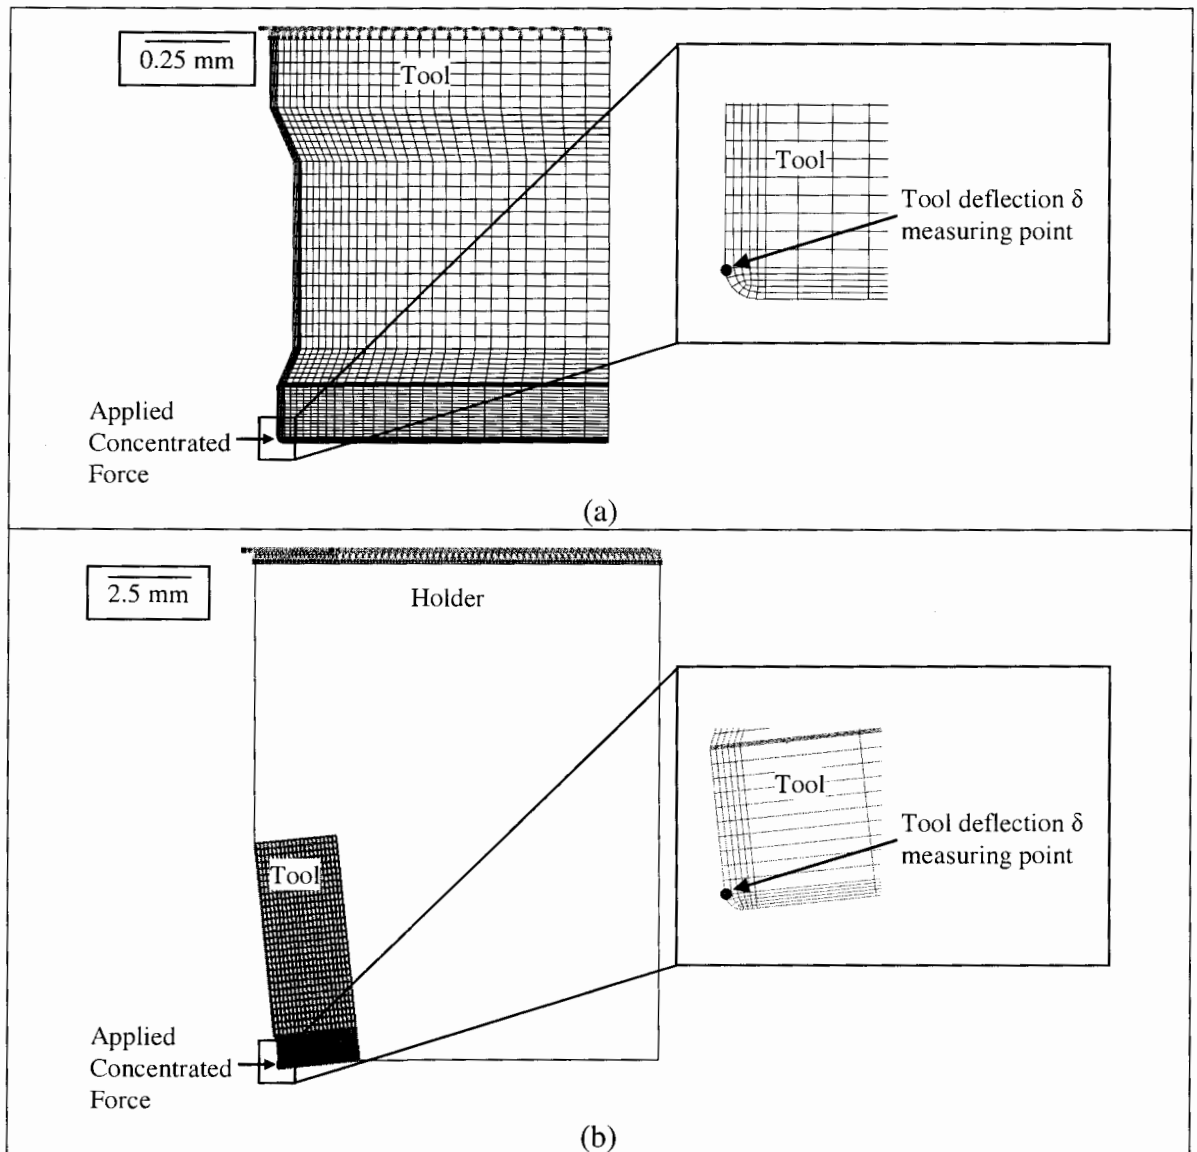 0.25 mm
Tool
Tool
Tool deflection δ
measuring point
Applied
Concentrated
Force
(a)
2.5 mm
Holder
Tool
Tool
Tool deflection δ
measuring point
Applied
Concentrated
Force
(b)